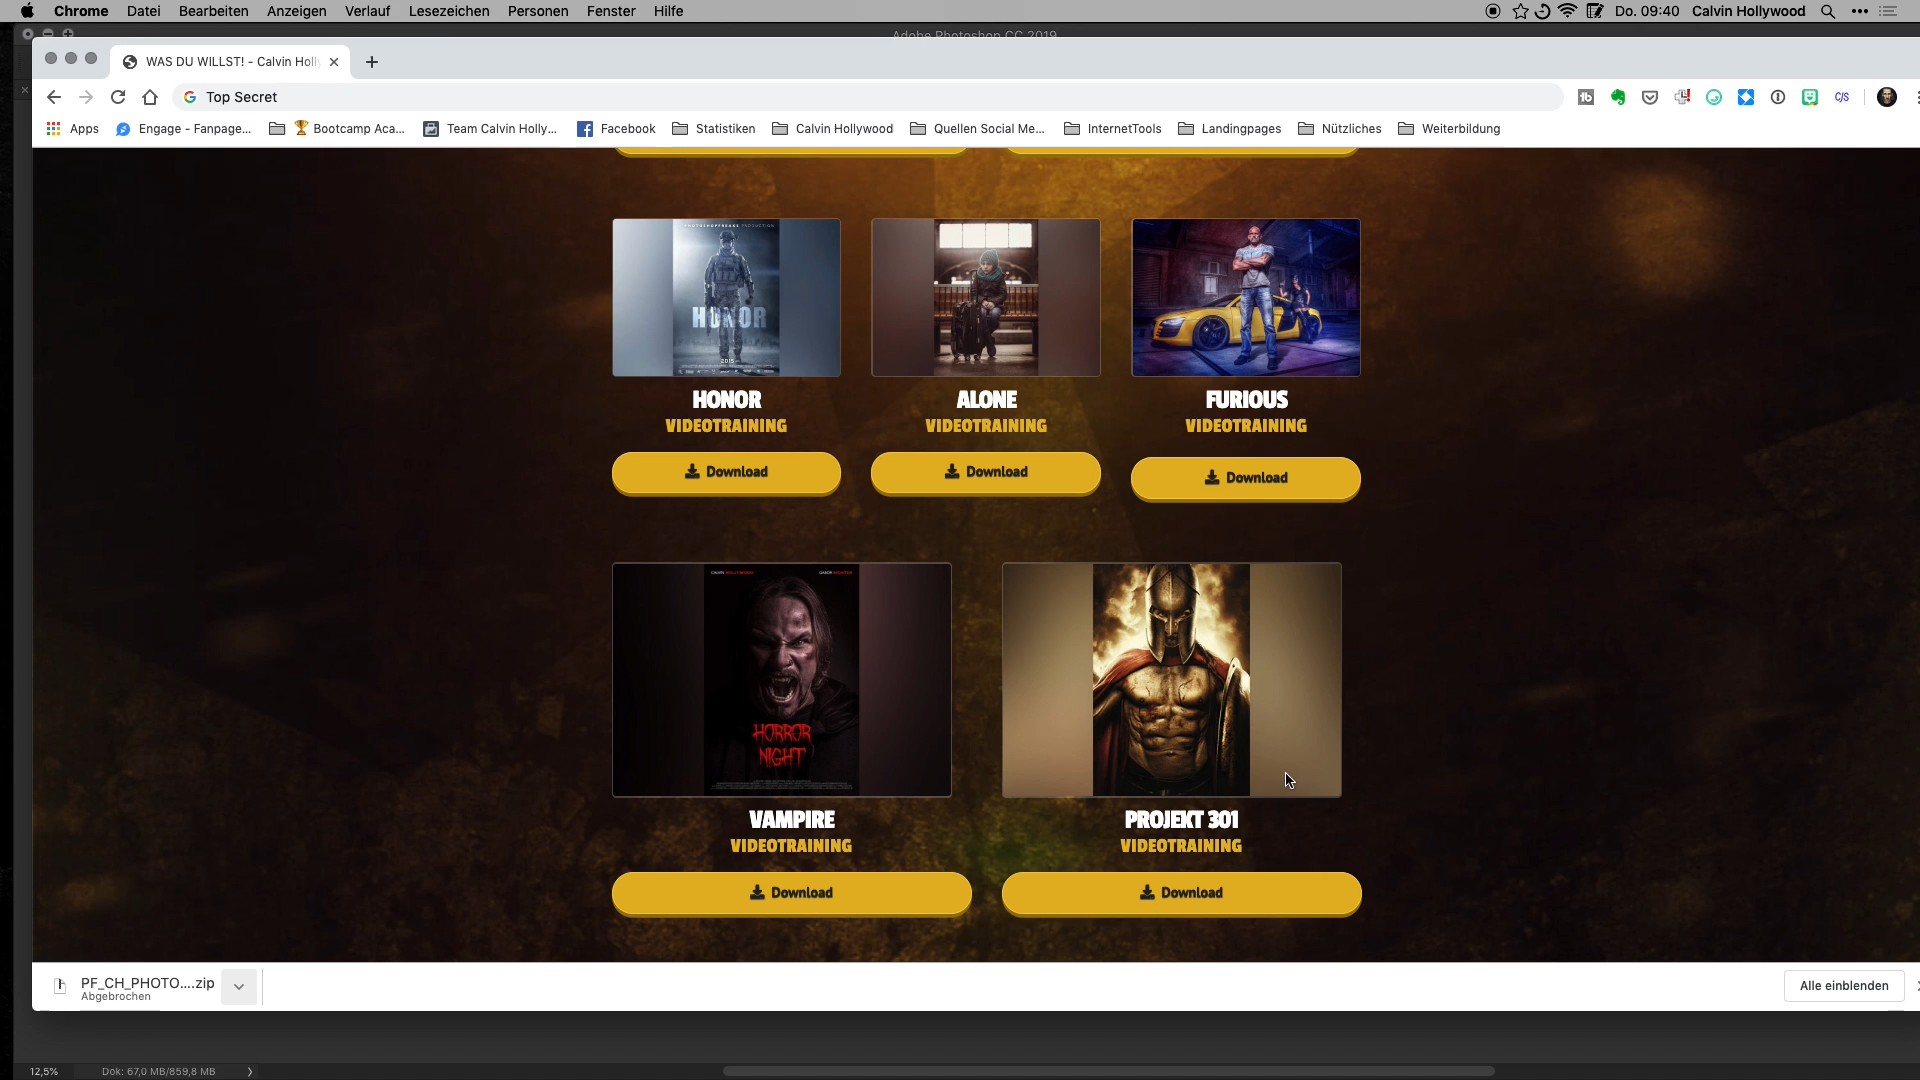 Chrome Datei Bearbeiten Anzeigen Verlauf Lesezeichen Personen Fenster Hilfe Do. 09:40 Calvin Hollywood
Adobe Photoshop CC 2019
WAS DU WILLST! - Calvin Holly
Top Secret
Apps Engage - Fanpage... Bootcamp Aca... Team Calvin Holly... Facebook Statistiken Calvin Hollywood Quellen Social Me... InternetTools Landingpages Nützliches Weiterbildung
HONOR
2015
HONOR ALONE FURIOUS
VIDEOTRAINING VIDEOTRAINING VIDEOTRAINING
Download Download Download
HORROR
NIGHT
VAMPIRE PROJEKT 301
VIDEOTRAINING VIDEOTRAINING
Download Download
PF_CH_PHOTO....zip
Abgebrochen
Alle einblenden
12,5% Dok: 67,0 MB/859,8 MB